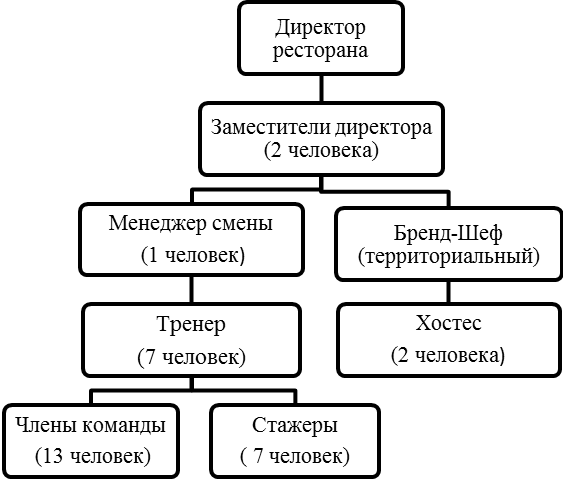 Директор
ресторана
Заместители директора
(2 человека)
Менеджер смены
(1 человек)
Бренд-Шеф
(территориальный)
Тренер
(7 человек)
Хостес
(2 человека)
Члены команды
(13 человек)
Стажеры
( 7 человек)